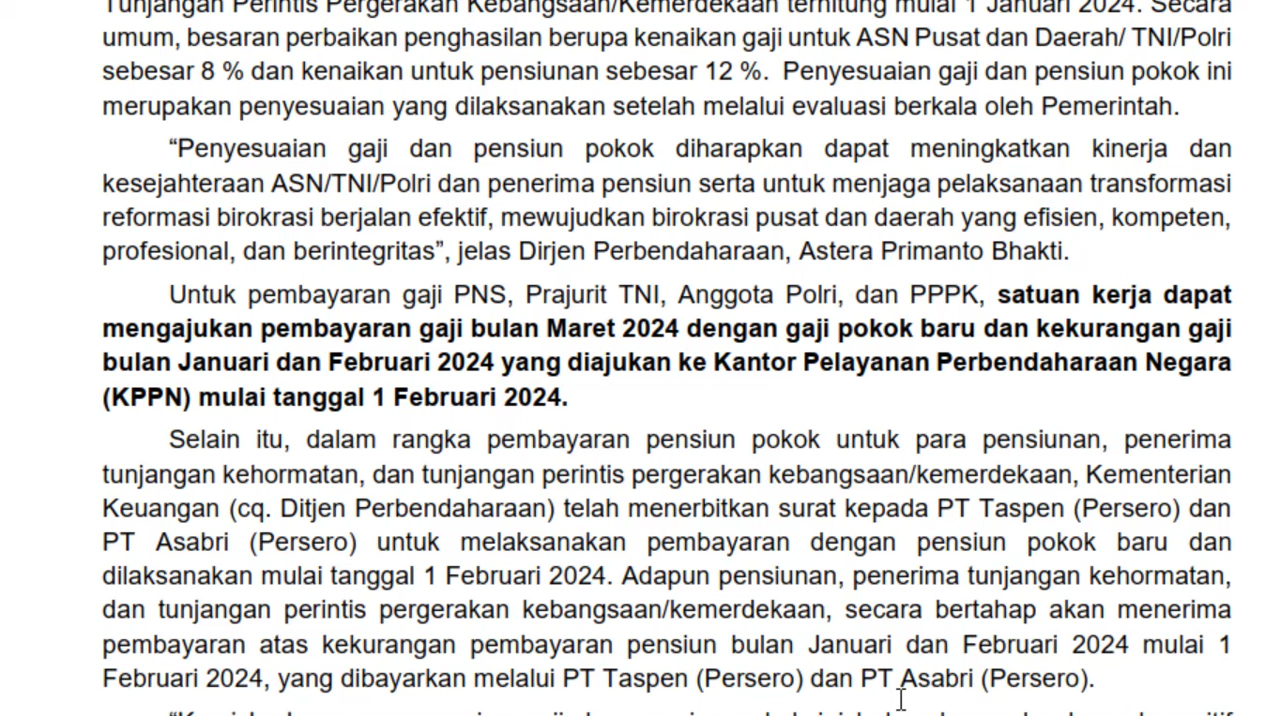 Tunjangan Perintis Pergerakan Kebangsaan/Kemerdekaan terhitung mulai 1 Januari 2024. Secara
umum, besaran perbaikan penghasilan berupa kenaikan gaji untuk ASN Pusat dan Daerah/ TNI/Polri
sebesar 8 % dan kenaikan untuk pensiunan sebesar 12 %. Penyesuaian gaji dan pensiun pokok ini
merupakan penyesuaian yang dilaksanakan setelah melalui evaluasi berkala oleh Pemerintah.
“Penyesuaian gaji dan pensiun pokok diharapkan dapat meningkatkan kinerja dan
kesejahteraan ASN/TNI/Polri dan penerima pensiun serta untuk menjaga pelaksanaan transformasi
reformasi birokrasi berjalan efektif, mewujudkan birokrasi pusat dan daerah yang efisien, kompeten,
profesional, dan berintegritas”, jelas Dirjen Perbendaharaan, Astera Primanto Bhakti.
Untuk pembayaran gaji PNS, Prajurit TNI, Anggota Polri, dan PPPK, satuan kerja dapat
mengajukan pembayaran gaji bulan Maret 2024 dengan gaji pokok baru dan kekurangan gaji
bulan Januari dan Februari 2024 yang diajukan ke Kantor Pelayanan Perbendaharaan Negara
(KPPN) mulai tanggal 1 Februari 2024.
Selain itu, dalam rangka pembayaran pensiun pokok untuk para pensiunan, penerima
tunjangan kehormatan, dan tunjangan perintis pergerakan kebangsaan/kemerdekaan, Kementerian
Keuangan (cq. Ditjen Perbendaharaan) telah menerbitkan surat kepada PT Taspen (Persero) dan
PT Asabri (Persero) untuk melaksanakan pembayaran dengan pensiun pokok baru dan
dilaksanakan mulai tanggal 1 Februari 2024. Adapun pensiunan, penerima tunjangan kehormatan,
dan tunjangan perintis pergerakan kebangsaan/kemerdekaan, secara bertahap akan menerima
pembayaran atas kekurangan pembayaran pensiun bulan Januari dan Februari 2024 mulai 1
Februari 2024, yang dibayarkan melalui PT Taspen (Persero) dan PT Asabri (Persero).